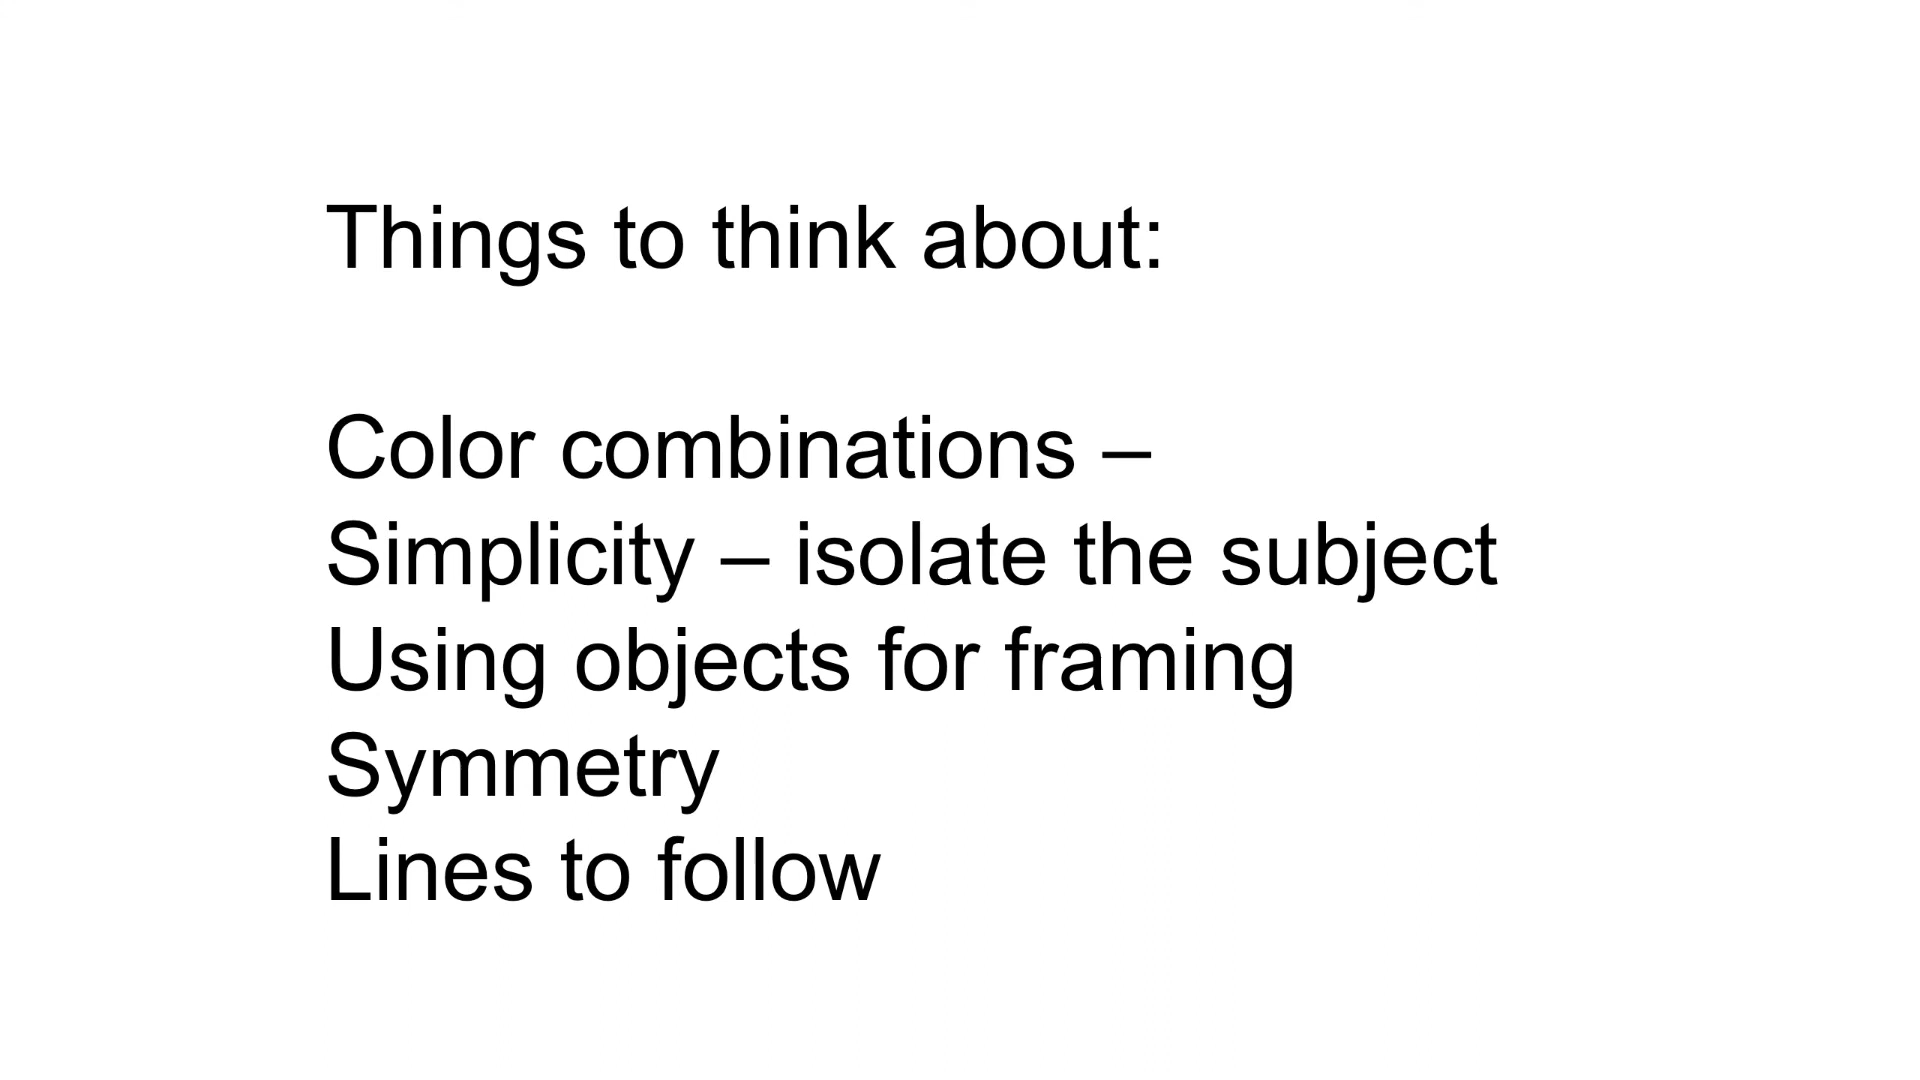 Things to think about:
Color combinations –
Simplicity – isolate the subject
Using objects for framing
Symmetry
Lines to follow